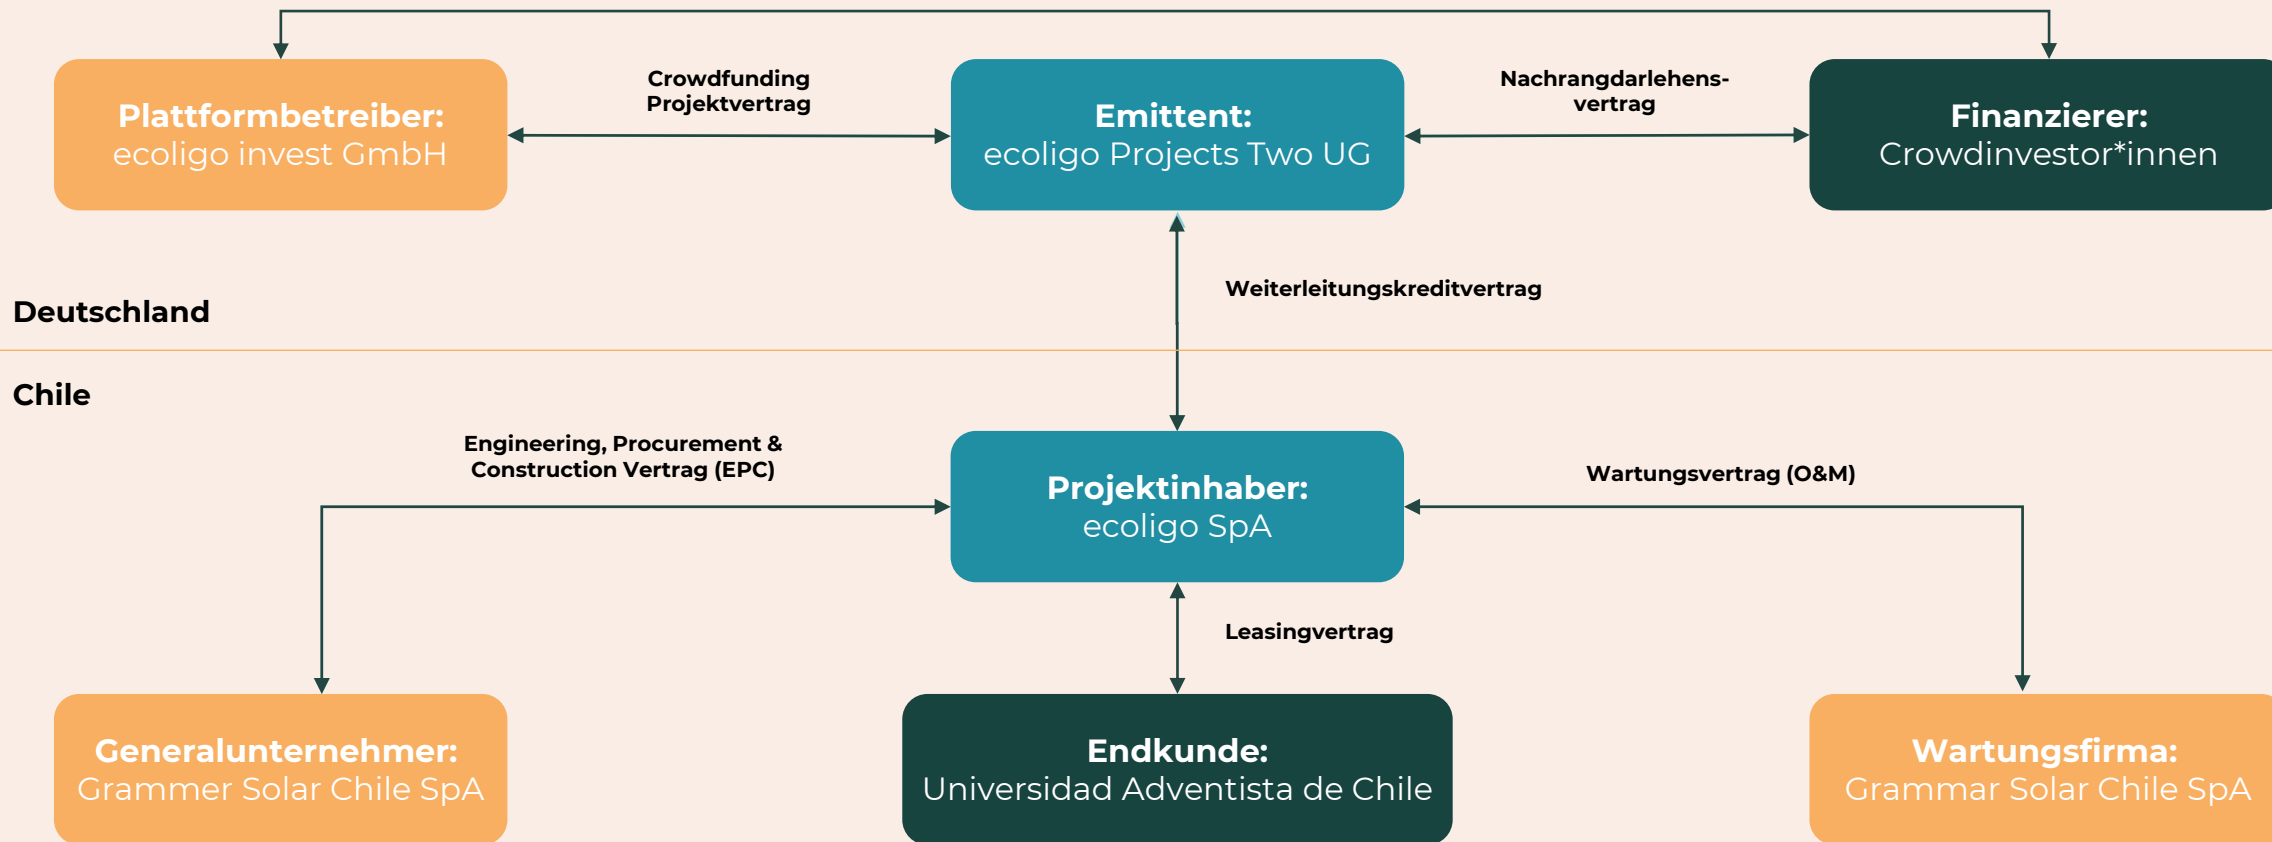 Crowdfunding
Projektvertrag
Nachrangdarlehens-
vertrag
Plattformbetreiber:
ecoligo invest GmbH
Emittent:
ecoligo Projects Two UG
Finanzierer:
Crowdinvestor*innen
Weiterleitungskreditvertrag
Deutschland
Chile
Engineering, Procurement &
Construction Vertrag (EPC)
Projektinhaber:
ecoligo SpA
Wartungsvertrag (O&M)
Leasingvertrag
Generalunternehmer:
Grammer Solar Chile SpA
Endkunde:
Universidad Adventista de Chile
Wartungsfirma:
Grammar Solar Chile SpA